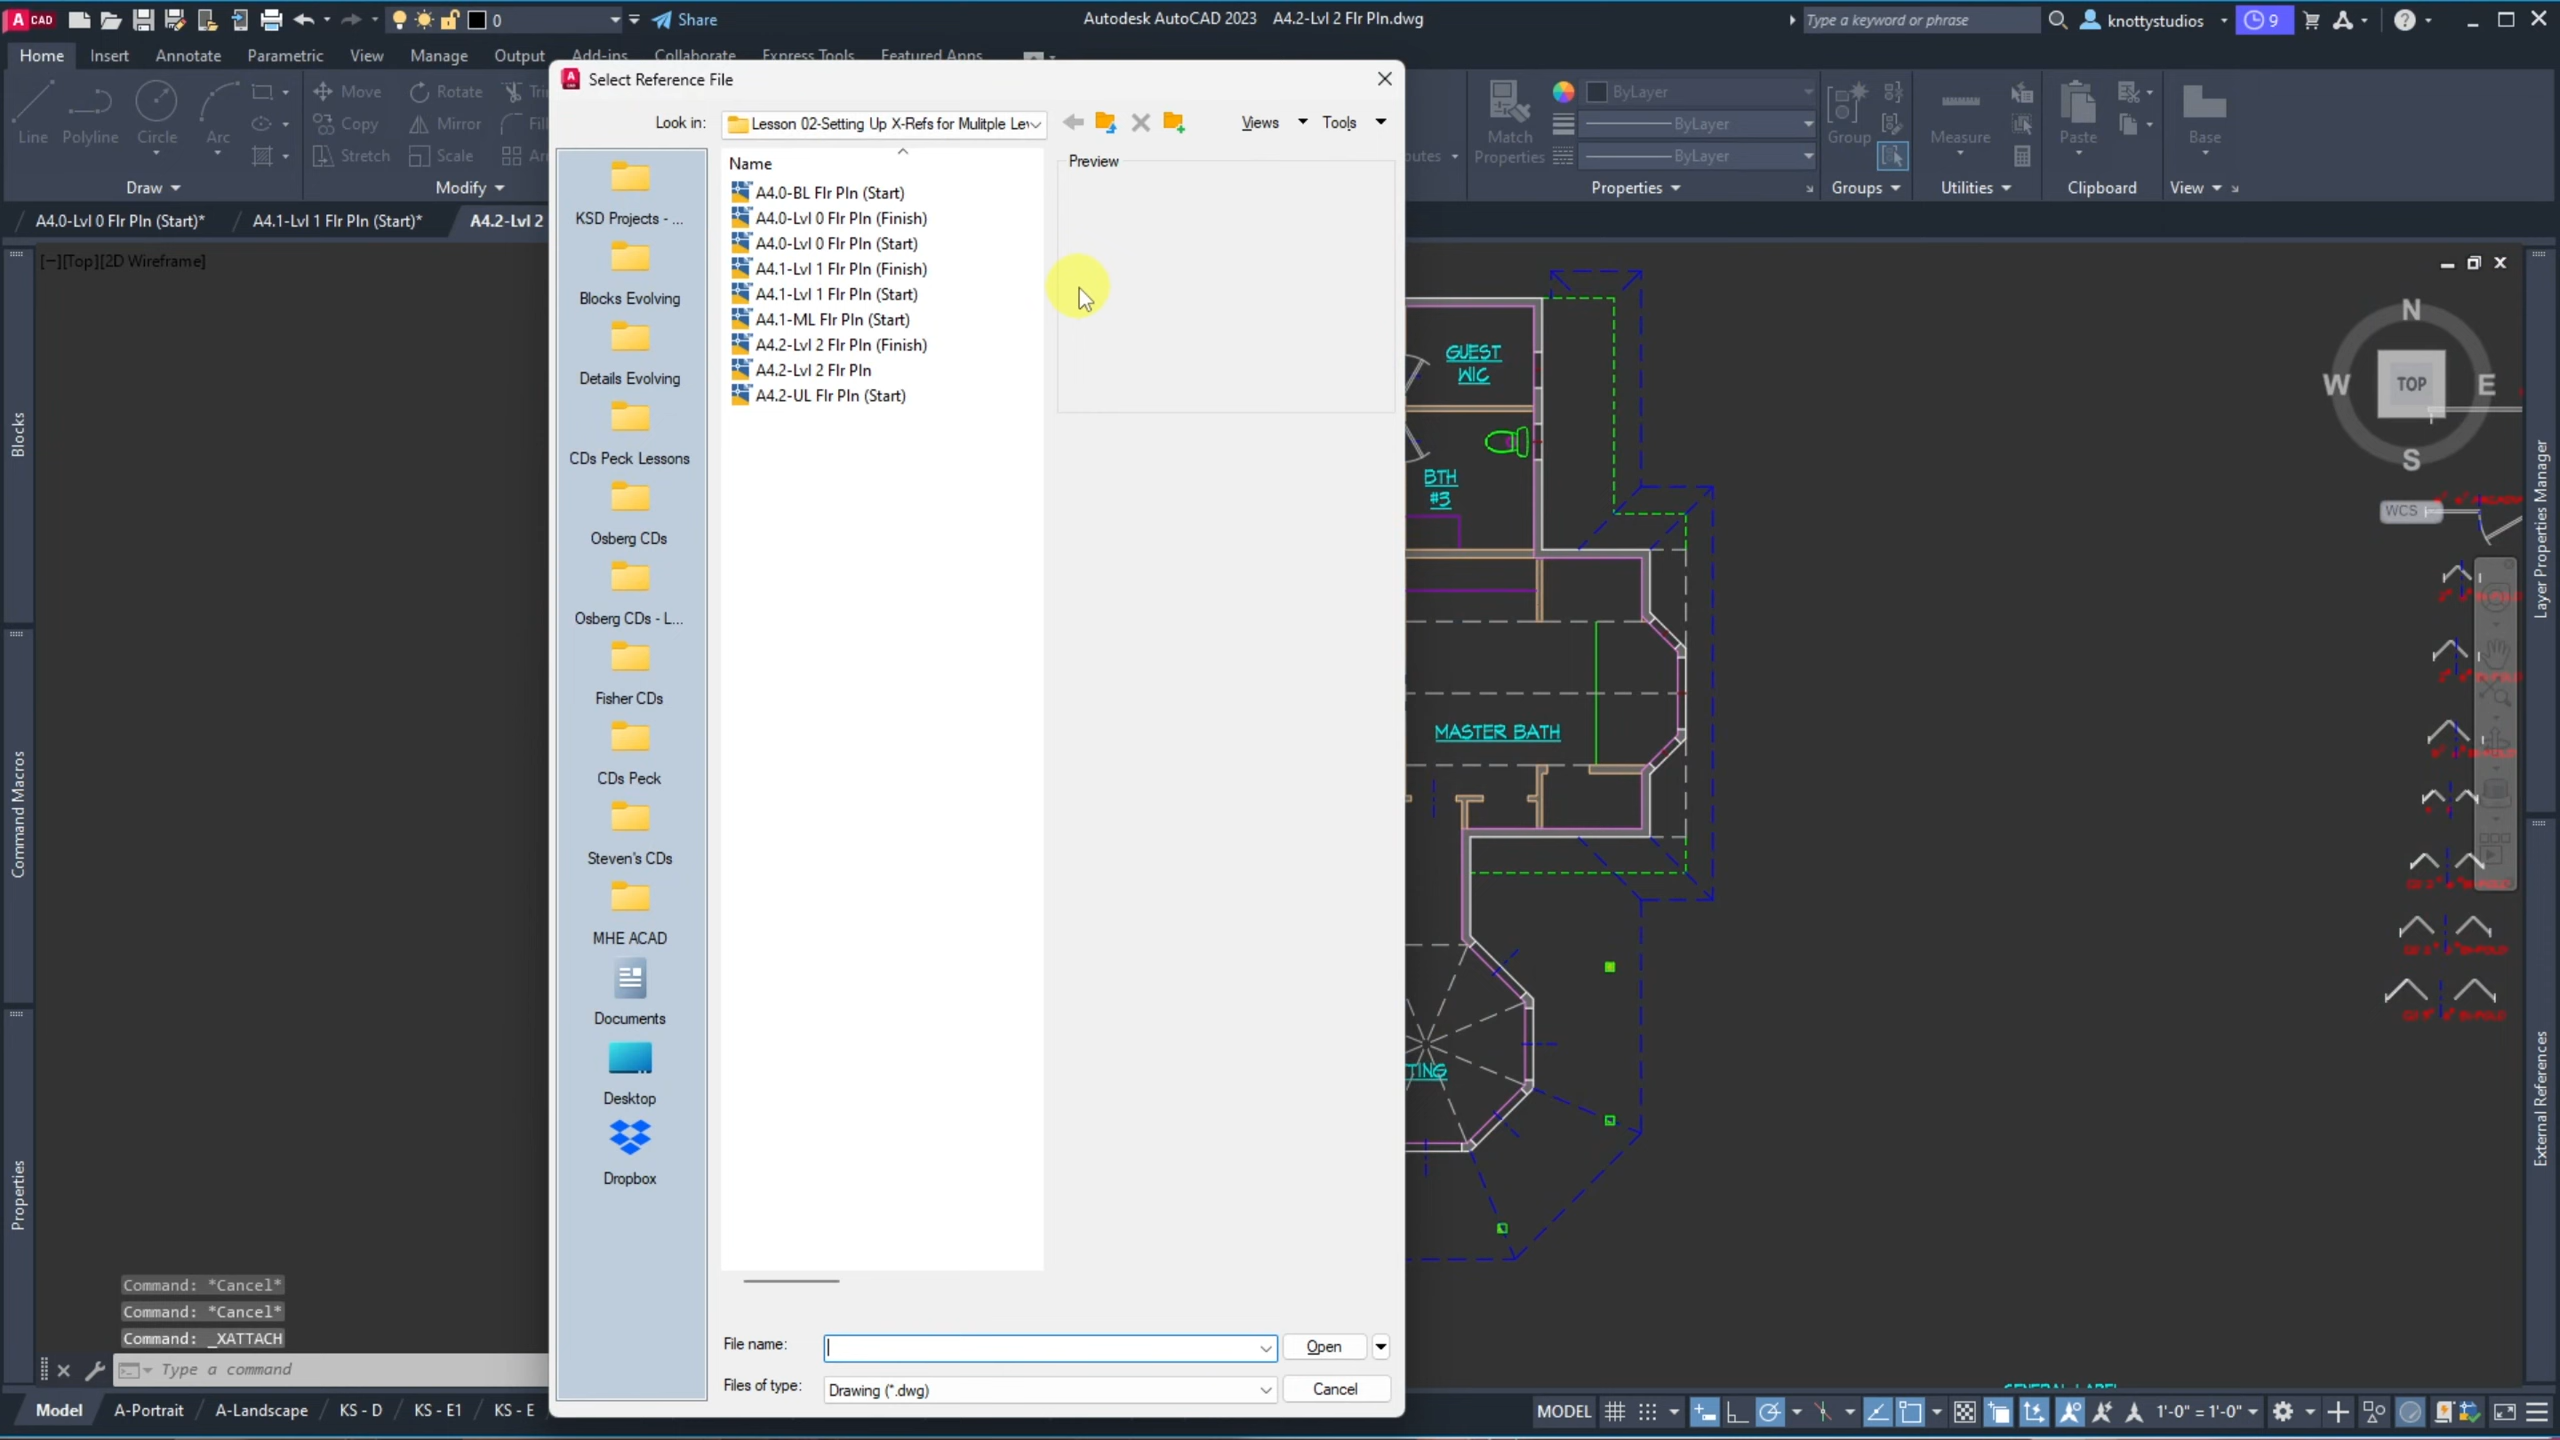 A CAD
0
Share
Autodesk AutoCAD 2023 A4.2-Lvl 2 Flr Pln.dwg
Type a keyword or phrase
knottystudios
9
Home Insert Annotate Parametric View Manage Output Add-ins Collaborate Express Tools Featured Apps
Line Polyline Circle Arc
Move Rotate
Copy Mirror
Stretch Scale
Draw Modify
Match Properties
ByLayer
ByLayer
ByLayer
Properties
Group
Groups
Measure
Utilities
Paste
Clipboard
Base
View
A4.0-Lvl 0 Flr Pln (Start)*
A4.1-Lvl 1 Flr Pln (Start)*
A4.2-Lvl 2
[−][Top][2D Wireframe]
Select Reference File
Look in:
Lesson 02-Setting Up X-Refs for Mulitple Lev
Views
Tools
KSD Projects - ...
Blocks Evolving
Details Evolving
CDs Peck Lessons
Osberg CDs
Osberg CDs - L...
Fisher CDs
CDs Peck
Steven's CDs
MHE ACAD
Documents
Desktop
Dropbox
Name
A4.0-BL Flr Pln (Start)
A4.0-Lvl 0 Flr Pln (Finish)
A4.0-Lvl 0 Flr Pln (Start)
A4.1-Lvl 1 Flr Pln (Finish)
A4.1-Lvl 1 Flr Pln (Start)
A4.1-ML Flr Pln (Start)
A4.2-Lvl 2 Flr Pln (Finish)
A4.2-Lvl 2 Flr Pln
A4.2-UL Flr Pln (Start)
Preview
File name:
Open
Files of type:
Drawing (*.dwg)
Cancel
GUEST
WIC
BTH
#3
MASTER BATH
TING
N
W
TOP
E
S
WCS
Blocks
Command Macros
Properties
Layer Properties Manager
External References
Command: *Cancel*
Command: *Cancel*
Command: _XATTACH
Type a command
Model A-Portrait A-Landscape KS - D KS - E1 KS - E
MODEL
1'-0" = 1'-0"